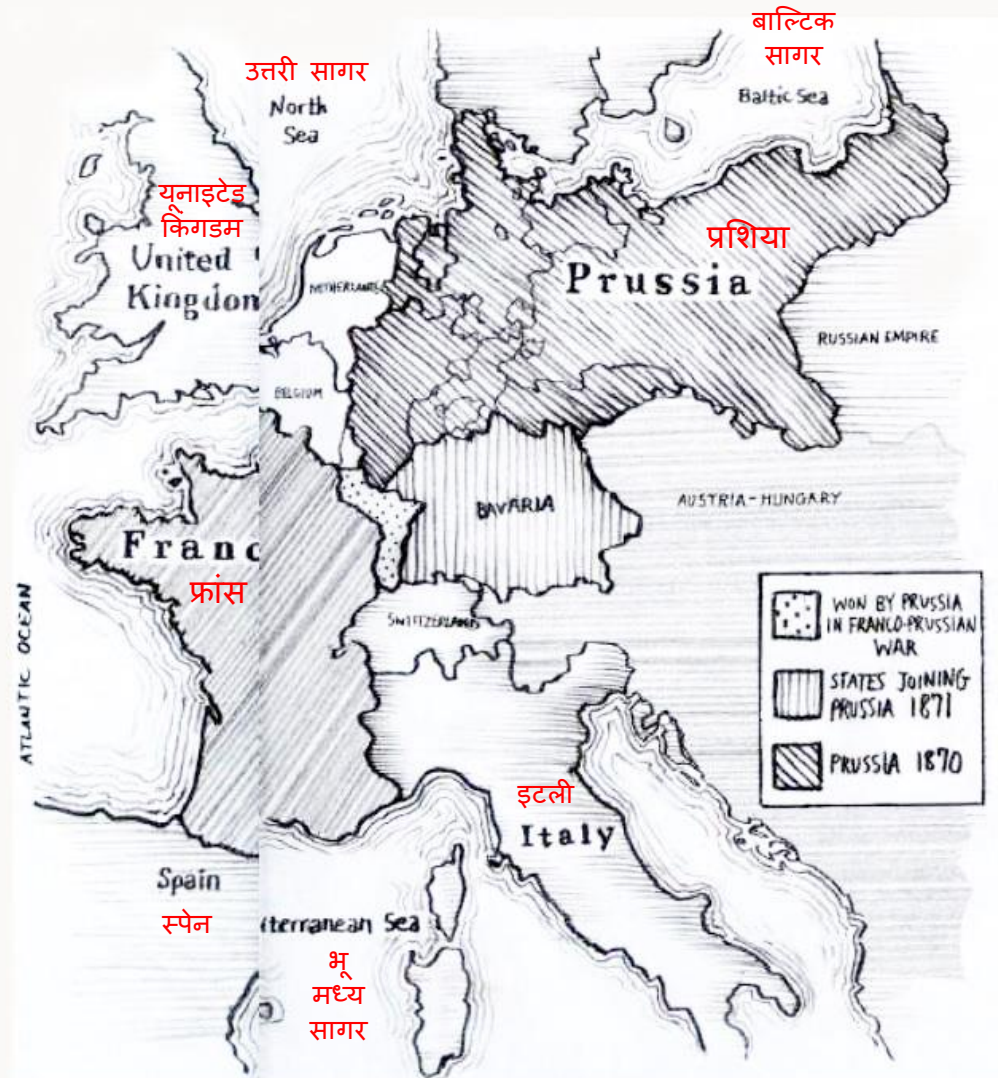 बाल्टिक
सागर
उत्तरी सागर
North
Sea
Baltic Sea
यूनाइटेड
किंगडम
United
Kingdom
प्रशिया
Prussia
NETHERLANDS
RUSSIAN EMPIRE
BELGIUM
BAVARIA
AUSTRIA-HUNGARY
Franc
फ्रांस
ATLANTIC OCEAN
SWITZERLAND
WON BY PRUSSIA
IN FRANCO-PRUSSIAN
WAR
STATES JOINING
PRUSSIA 1871
PRUSSIA 1870
इटली
Italy
Spain
स्पेन
iterranean Sea
भू
मध्य
सागर